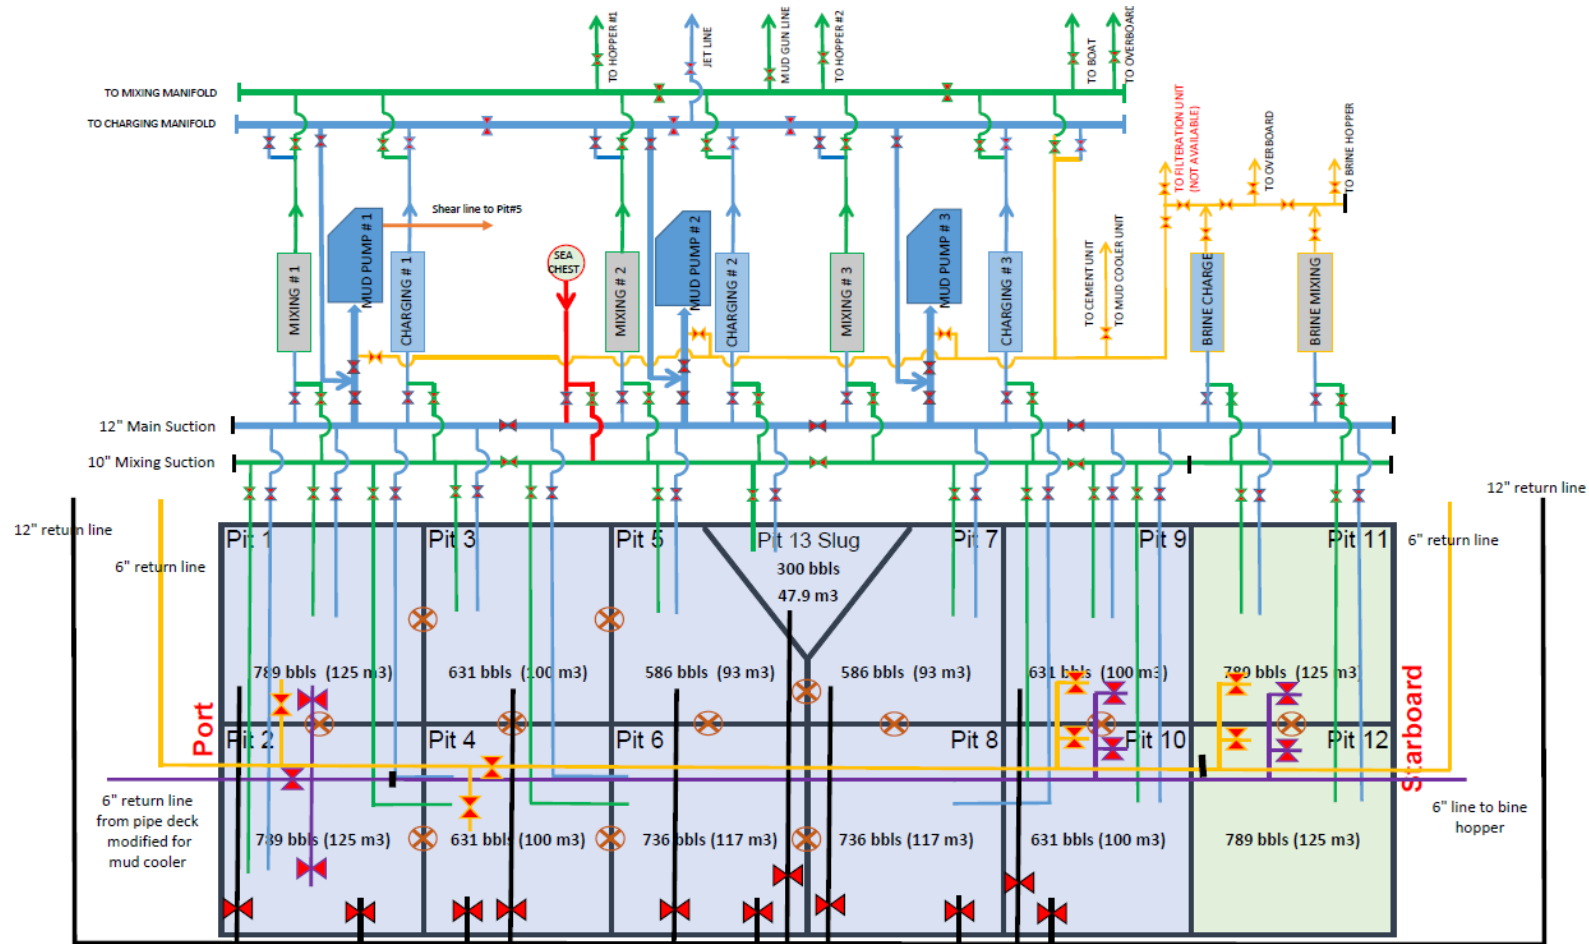 TO HOPPER #1
JET LINE
MUD GUN LINE
TO HOPPER #2
TO BOAT
TO OVERBOARD
TO MIXING MANIFOLD
TO CHARGING MANIFOLD
TO FILTERATION UNIT
(NOT AVAILABLE)
TO OVERBOARD
TO BRINE HOPPER
Shear line to Pit#5
MIXING # 1
MUD PUMP # 1
CHARGING # 1
SEA
CHEST
MIXING # 2
MUD PUMP # 2
CHARGING # 2
MIXING # 3
MUD PUMP # 3
CHARGING # 3
TO CEMENT UNIT
TO MUD COOLER UNIT
BRINE CHARGE
BRINE MIXING
12" Main Suction
10" Mixing Suction
12" return line
12" return line
6" return line
6" return line
Pit 1
Pit 3
Pit 5
Pit 13 Slug
300 bbls
47.9 m3
Pit 7
Pit 9
Pit 11
789 bbls (125 m3)
631 bbls (100 m3)
586 bbls (93 m3)
586 bbls (93 m3)
631 bbls (100 m3)
789 bbls (125 m3)
Port
Starboard
Pit 2
Pit 4
Pit 6
Pit 8
Pit 10
Pit 12
6" return line
from pipe deck
modified for
mud cooler
6" line to bine
hopper
789 bbls (125 m3)
631 bbls (100 m3)
736 bbls (117 m3)
736 bbls (117 m3)
631 bbls (100 m3)
789 bbls (125 m3)